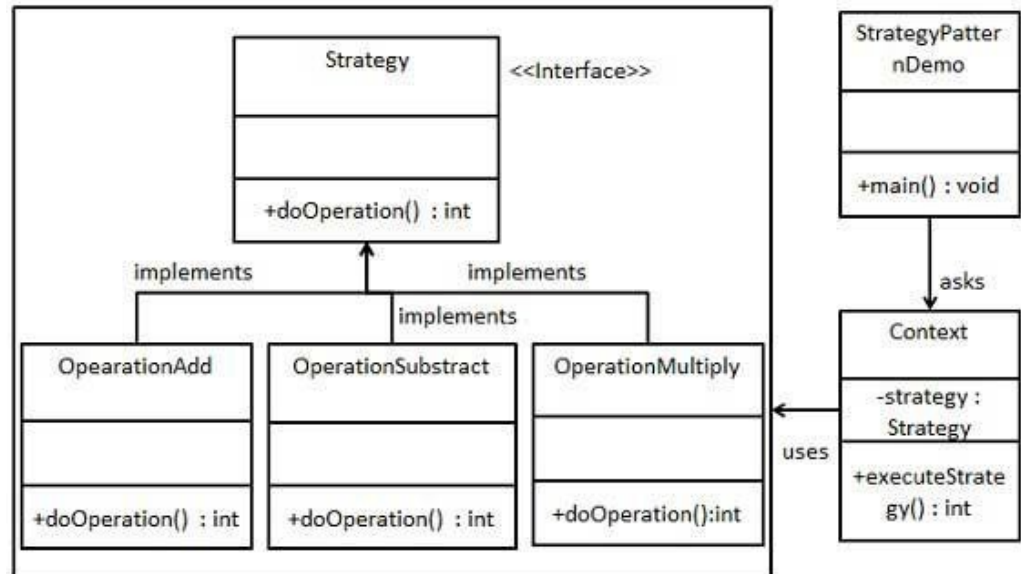 Strategy
<<Interface>>
+doOperation() : int
implements
implements
implements
OpearationAdd
+doOperation() : int
OperationSubstract
+doOperation() : int
OperationMultiply
+doOperation():int
StrategyPatter
nDemo
+main() : void
asks
Context
-strategy :
Strategy
+executeStrate
gy() : int
uses